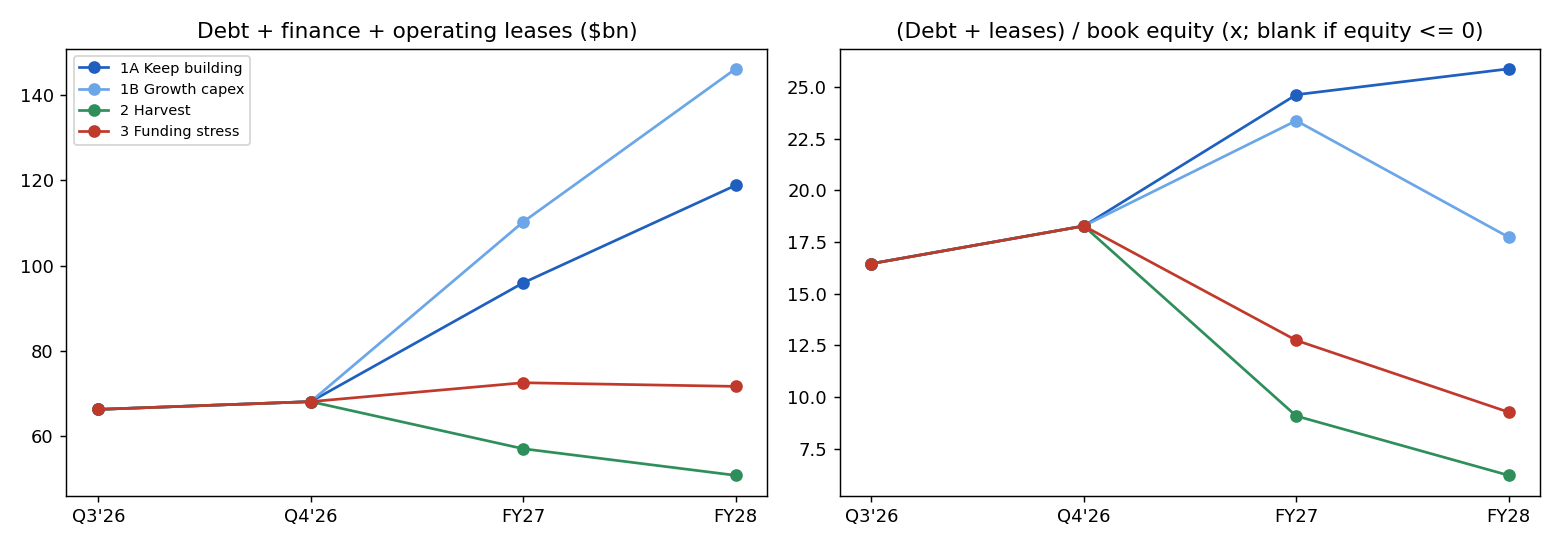 Debt + finance + operating leases ($bn)
1A Keep building
1B Growth capex
2 Harvest
3 Funding stress
140
120
100
80
60
Q3'26 Q4'26 FY27 FY28
(Debt + leases) / book equity (x; blank if equity <= 0)
25.0
22.5
20.0
17.5
15.0
12.5
10.0
7.5
Q3'26 Q4'26 FY27 FY28